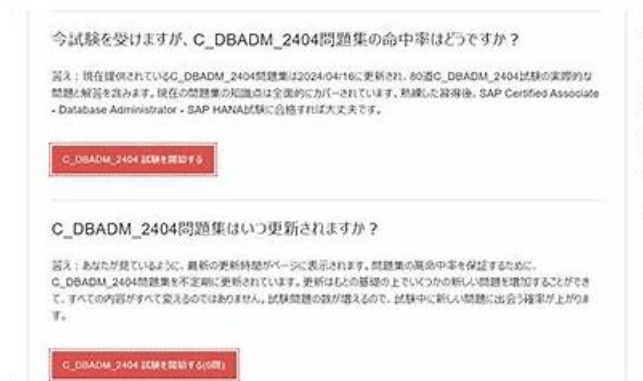 今試験を受けますが、C_DBADM_2404問題集の命中率はどうですか？
答え：現在提供されているC_DBADM_2404問題集は2024/04/16に更新され、80道C_DBADM_2404試験の実際的な
問題と解答を含みます。現在の問題集の知識点は全面的にカバーされています。熟練した習得後、SAP Certified Associate
- Database Administrator - SAP HANA試験に合格すれば大丈夫です。
C_DBADM_2404 試験を開始する
C_DBADM_2404問題集はいつ更新されますか？
答え：あなたが見ているように、最新の更新時間がページに表示されます。問題集の高命中率を保証するために、
C_DBADM_2404問題集を不定期に更新されています。更新はもとの基礎の上でいくつかの新しい問題を増加することができ
て、すべての内容がすべて変えるのではありません。試験問題の数が増えるので、試験中に新しい問題に出会う確率が上がりま
す。
C_DBADM_2404 試験を開始する(0問)